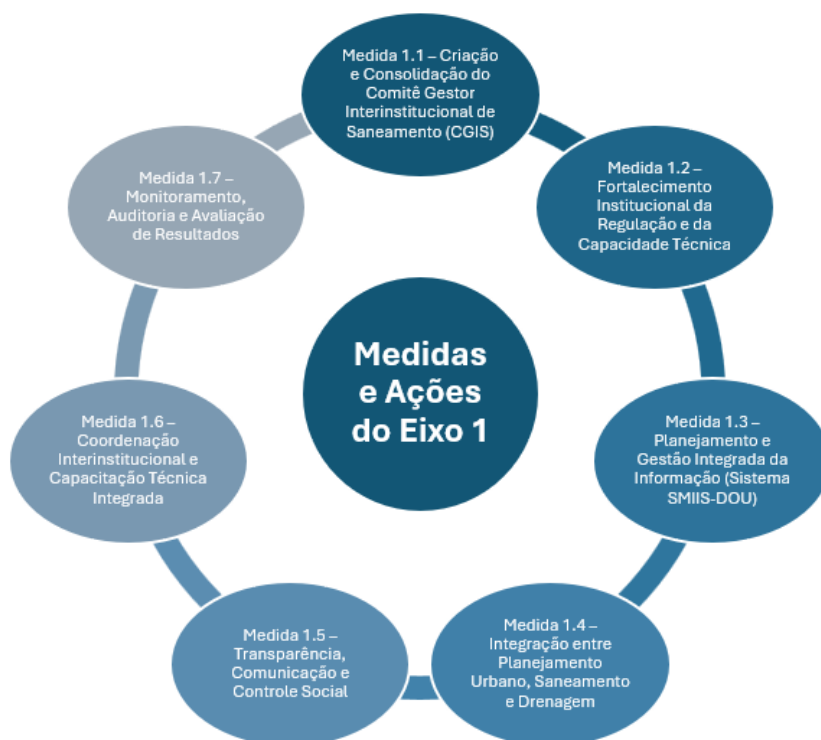 Medida 1.1 – Criação
e Consolidação do
Comitê Gestor
Interinstitucional de
Saneamento (CGIS)
Medida 1.2 –
Fortalecimento
Institucional da
Regulação e da
Capacidade Técnica
Medida 1.3 –
Planejamento e
Gestão Integrada da
Informação (Sistema
SMIIS-DOU)
Medida 1.4 –
Integração entre
Planejamento
Urbano, Saneamento
e Drenagem
Medida 1.5 –
Transparência,
Comunicação e
Controle Social
Medida 1.6 –
Coordenação
Interinstitucional e
Capacitação Técnica
Integrada
Medida 1.7 –
Monitoramento,
Auditoria e Avaliação
de Resultados
Medidas
e Ações
do Eixo 1